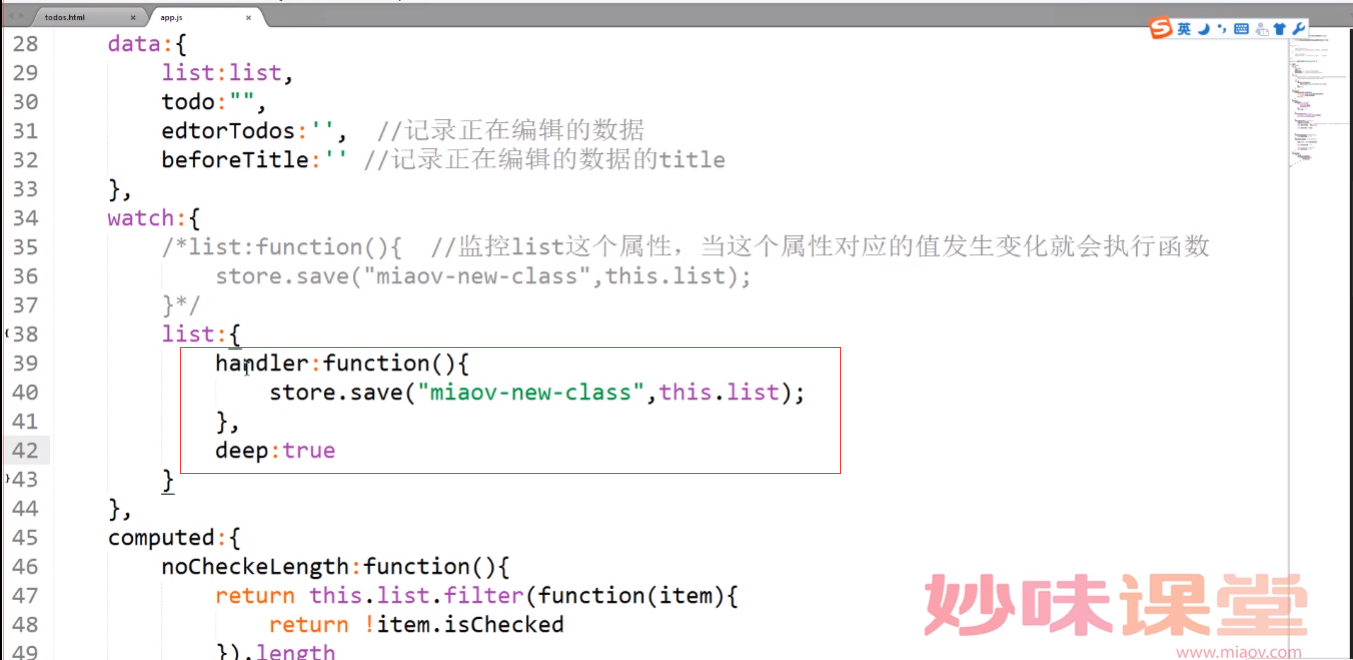 todos.html × app.js ×
英
28 data:{
29 list:list,
30 todo:"",
31 edtorTodos:'', //记录正在编辑的数据
32 beforeTitle:'' //记录正在编辑的数据的title
33 },
34 watch:{
35 /*list:function(){ //监控list这个属性，当这个属性对应的值发生变化就会执行函数
36 store.save("miaov-new-class",this.list);
37 }*/
38 list:{
39 handler:function(){
40 store.save("miaov-new-class",this.list);
41 },
42 deep:true
43 }
44 },
45 computed:{
46 noCheckeLength:function(){
47 return this.list.filter(function(item){
48 return !item.isChecked
49 }).length
妙味课堂
www.miaov.com